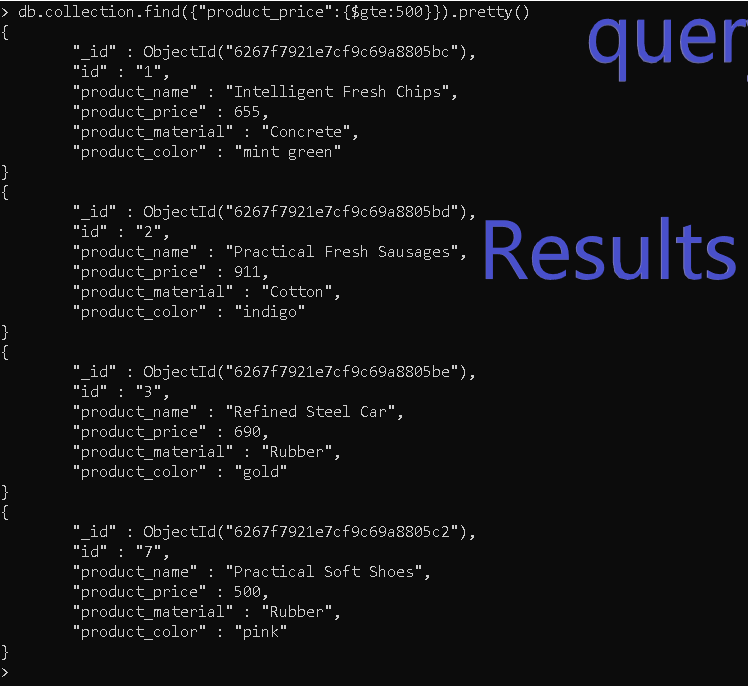 > db.collection.find({"product_price":{$gte:500}}).pretty()
{
"_id" : ObjectId("6267f7921e7cf9c69a8805bc"),
"id" : "1",
"product_name" : "Intelligent Fresh Chips",
"product_price" : 655,
"product_material" : "Concrete",
"product_color" : "mint green"
}
{
"_id" : ObjectId("6267f7921e7cf9c69a8805bd"),
"id" : "2",
"product_name" : "Practical Fresh Sausages",
"product_price" : 911,
"product_material" : "Cotton",
"product_color" : "indigo"
}
{
"_id" : ObjectId("6267f7921e7cf9c69a8805be"),
"id" : "3",
"product_name" : "Refined Steel Car",
"product_price" : 690,
"product_material" : "Rubber",
"product_color" : "gold"
}
{
"_id" : ObjectId("6267f7921e7cf9c69a8805c2"),
"id" : "7",
"product_name" : "Practical Soft Shoes",
"product_price" : 500,
"product_material" : "Rubber",
"product_color" : "pink"
}
>
quer
Results